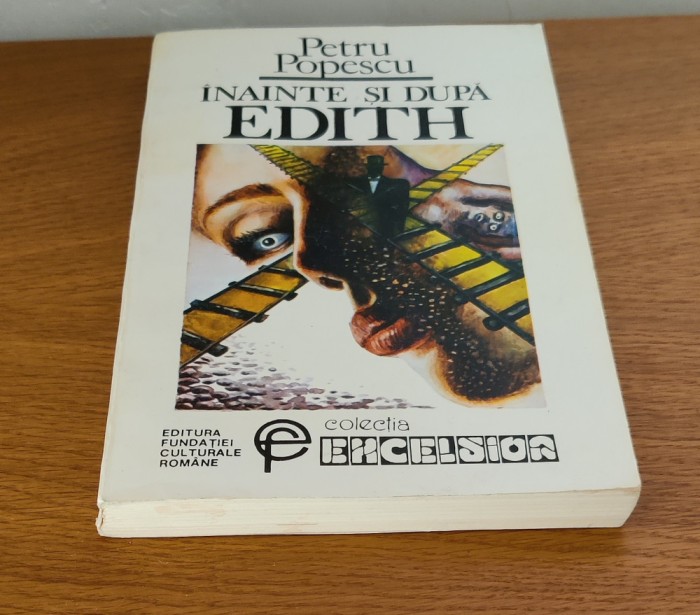 Petru
Popescu
ÎNAINTE ȘI DUPĂ
EDITH
EDITURA
FUNDAȚIEI
CULTURALE
ROMÂNE
colecția
EXCELSIOR